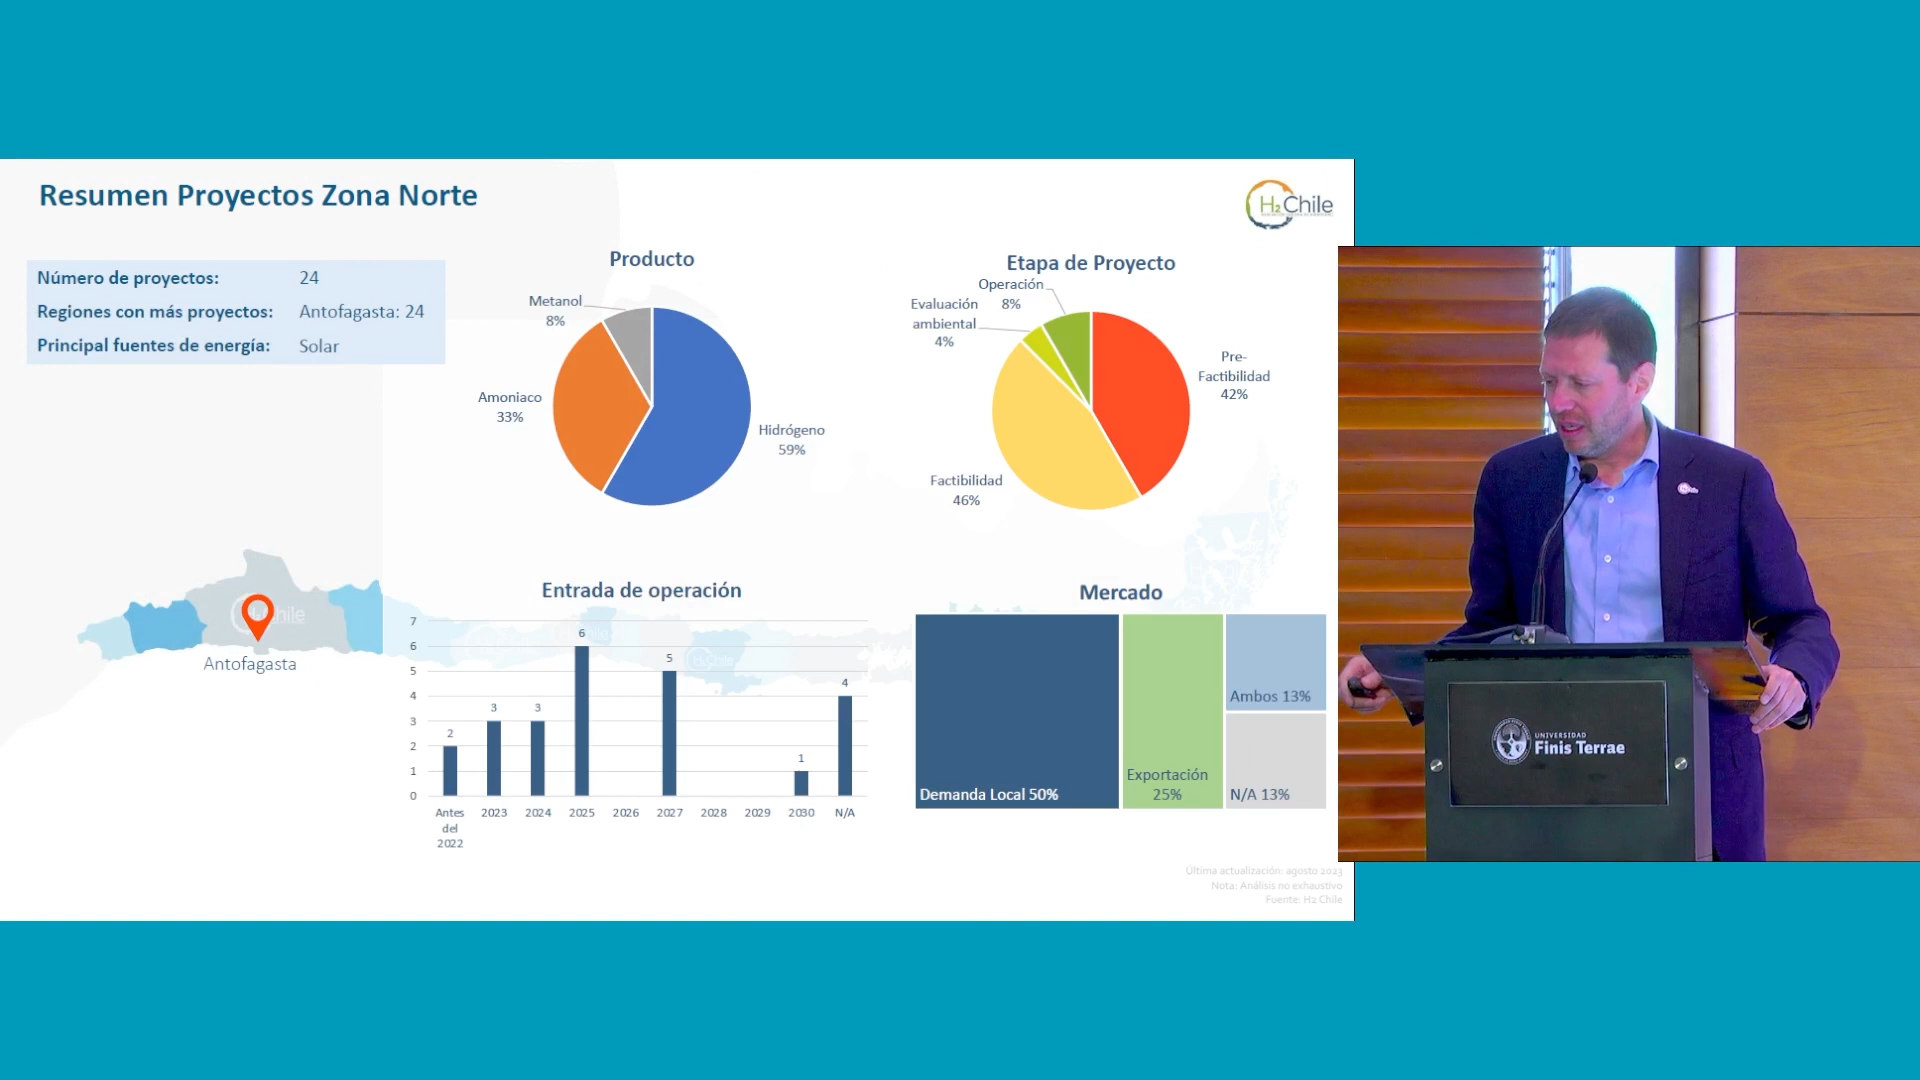 Resumen Proyectos Zona Norte
H2Chile
Número de proyectos: 24
Regiones con más proyectos: Antofagasta: 24
Principal fuentes de energía: Solar
Producto
Metanol
8%
Amoniaco
33%
Hidrógeno
59%
Etapa de Proyecto
Operación
8%
Evaluación
ambiental
4%
Pre-
Factibilidad
42%
Factibilidad
46%
Antofagasta
Entrada de operación
7
6
5
4
3
2
1
0
2
3
3
6
5
1
4
Antes
del
2022
2023
2024
2025
2026
2027
2028
2029
2030
N/A
Mercado
Demanda Local 50%
Exportación
25%
Ambos 13%
N/A 13%
Última actualización: agosto 2023
Nota: Análisis no exhaustivo
Fuente: H2 Chile
UNIVERSIDAD
Finis Terrae